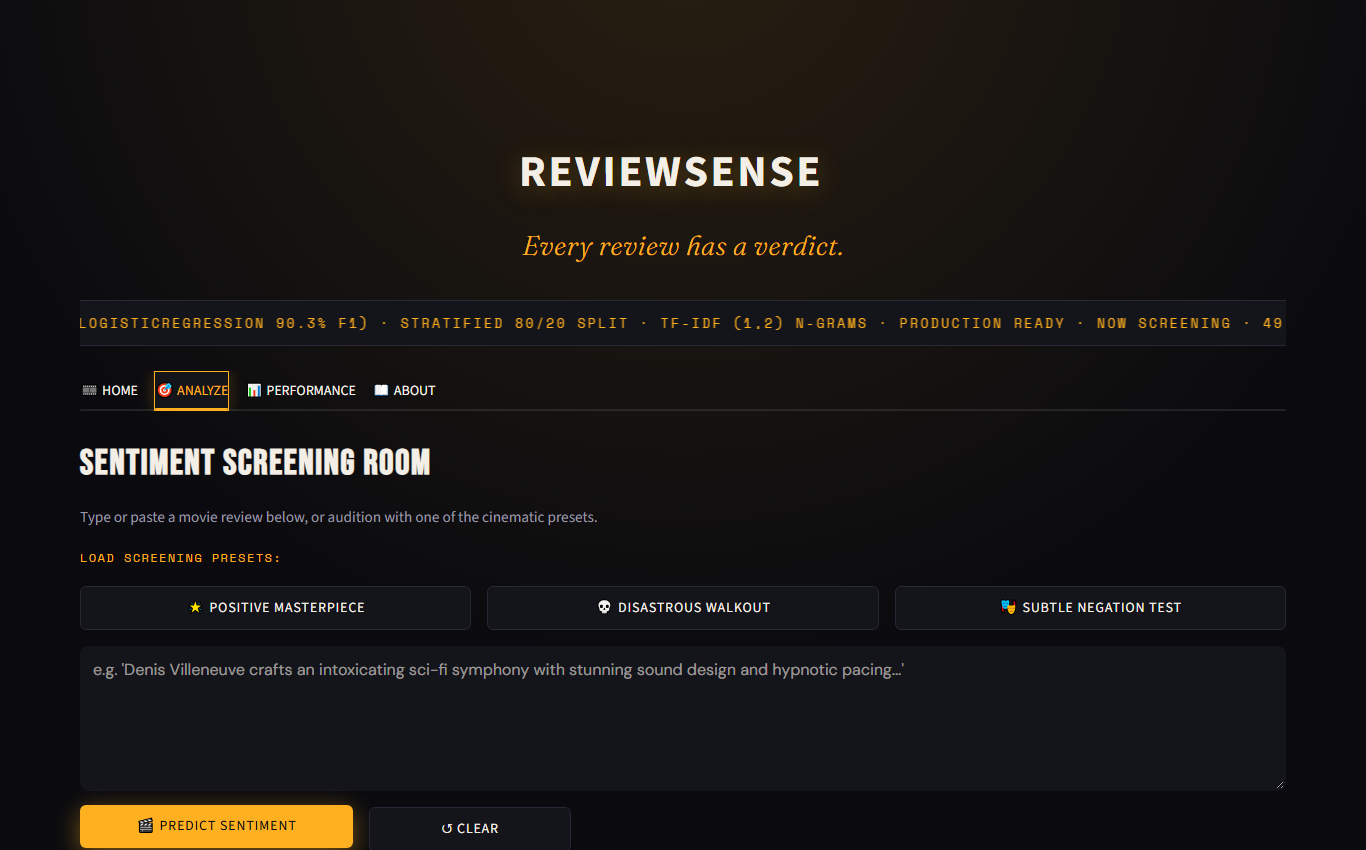 REVIEWSENSE
Every review has a verdict.
LOGISTICREGRESSION 90.3% F1) · STRATIFIED 80/20 SPLIT · TF-IDF (1,2) N-GRAMS · PRODUCTION READY · NOW SCREENING · 49
🎞️ HOME 🎯 ANALYZE 📊 PERFORMANCE 📖 ABOUT
SENTIMENT SCREENING ROOM
Type or paste a movie review below, or audition with one of the cinematic presets.
LOAD SCREENING PRESETS:
⭐ POSITIVE MASTERPIECE 💀 DISASTROUS WALKOUT 🎭 SUBTLE NEGATION TEST
e.g. 'Denis Villeneuve crafts an intoxicating sci-fi symphony with stunning sound design and hypnotic pacing...'
🎬 PREDICT SENTIMENT ↺ CLEAR